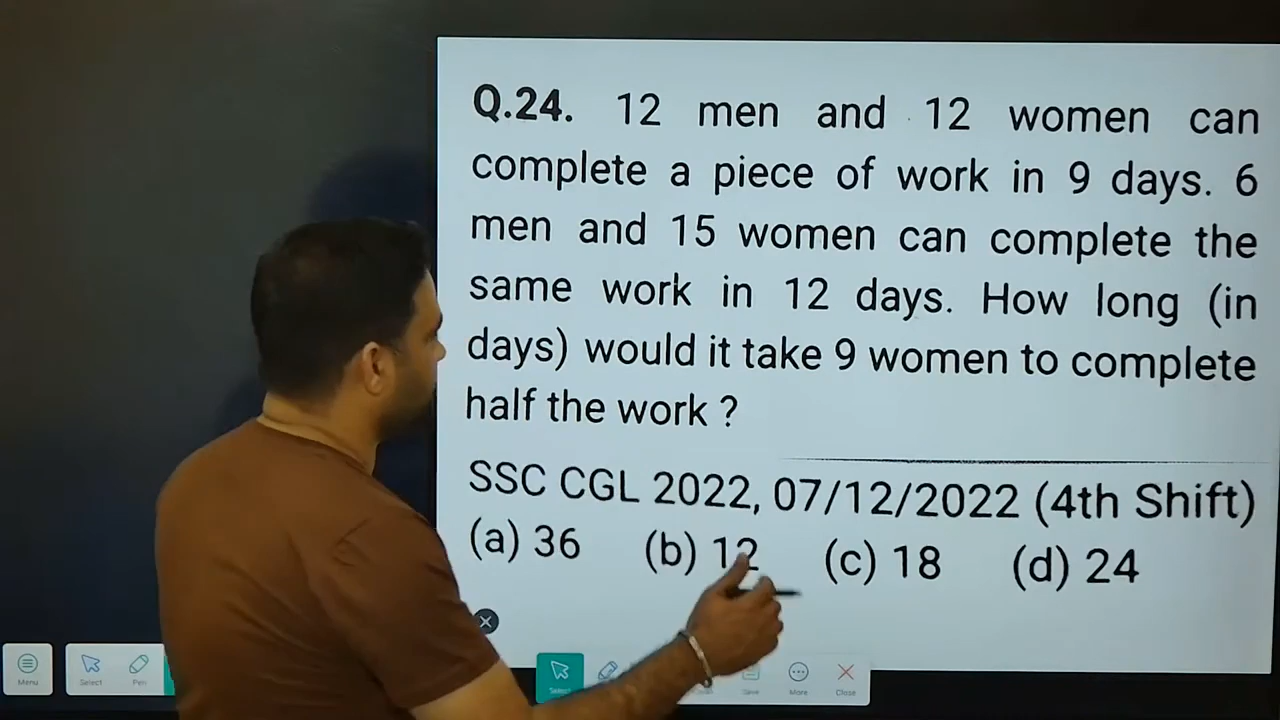 Q.24. 12 men and 12 women can
complete a piece of work in 9 days. 6
men and 15 women can complete the
same work in 12 days. How long (in
days) would it take 9 women to complete
half the work ?
SSC CGL 2022, 07/12/2022 (4th Shift)
(a) 36 (b) 12 (c) 18 (d) 24
Menu Select Pen Select Save More Close